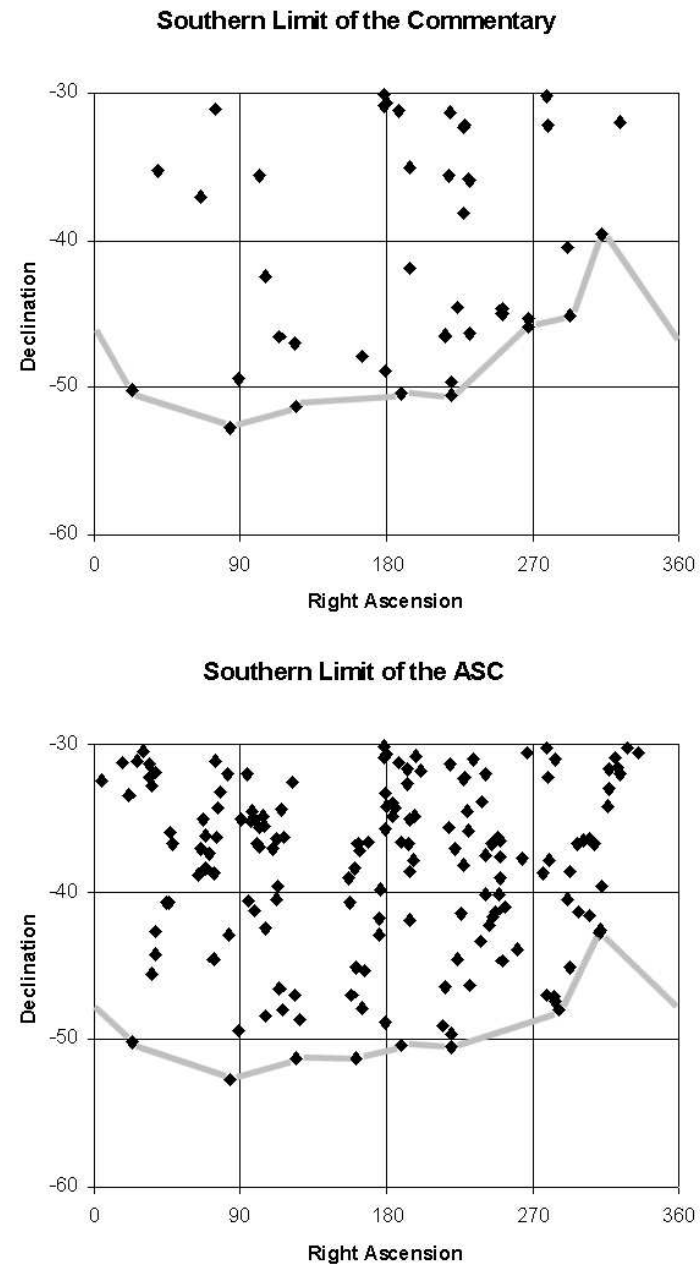 Southern Limit of the Commentary
-30
-40
-50
-60
Declination
0 90 180 270 360
Right Ascension
Southern Limit of the ASC
-30
-40
-50
-60
Declination
0 90 180 270 360
Right Ascension